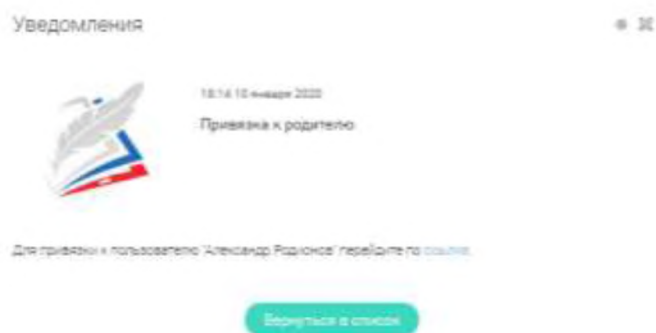 Уведомления
18:14 10 января 2020
Привязка к родителю
Для привязки к пользователю 'Александр Родионов' перейдите по ссылке.
Вернуться в список